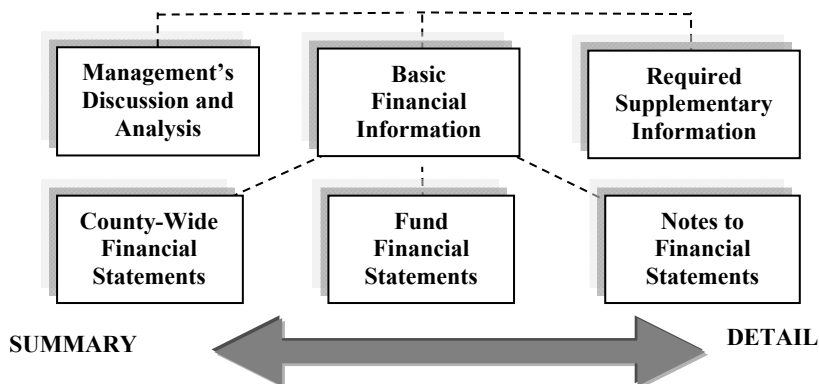 Management’s
Discussion and
Analysis
Basic
Financial
Information
Required
Supplementary
Information
County-Wide
Financial
Statements
Fund
Financial
Statements
Notes to
Financial
Statements
SUMMARY
DETAIL